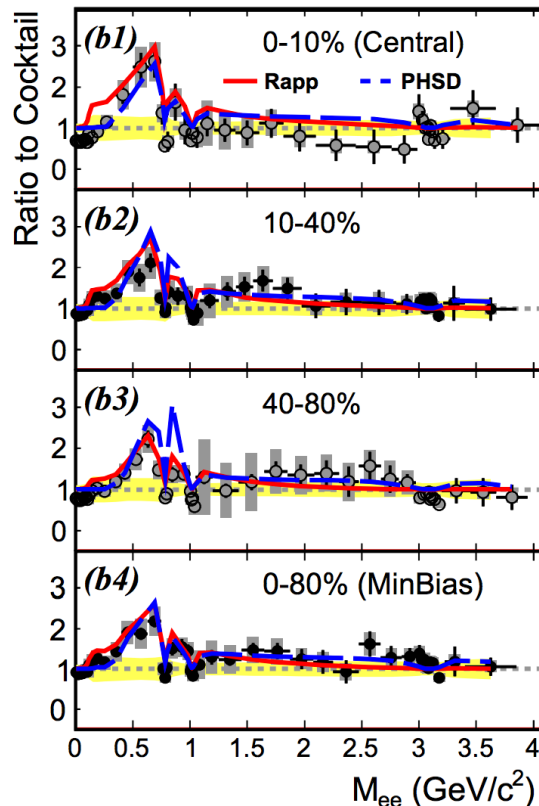 Ratio to Cocktail
(b1) 0-10% (Central)
Rapp PHSD
3
2
1
0
(b2) 10-40%
3
2
1
0
(b3) 40-80%
3
2
1
0
(b4) 0-80% (MinBias)
3
2
1
0
0 0.5 1 1.5 2 2.5 3 3.5 4
M_ee (GeV/c²)